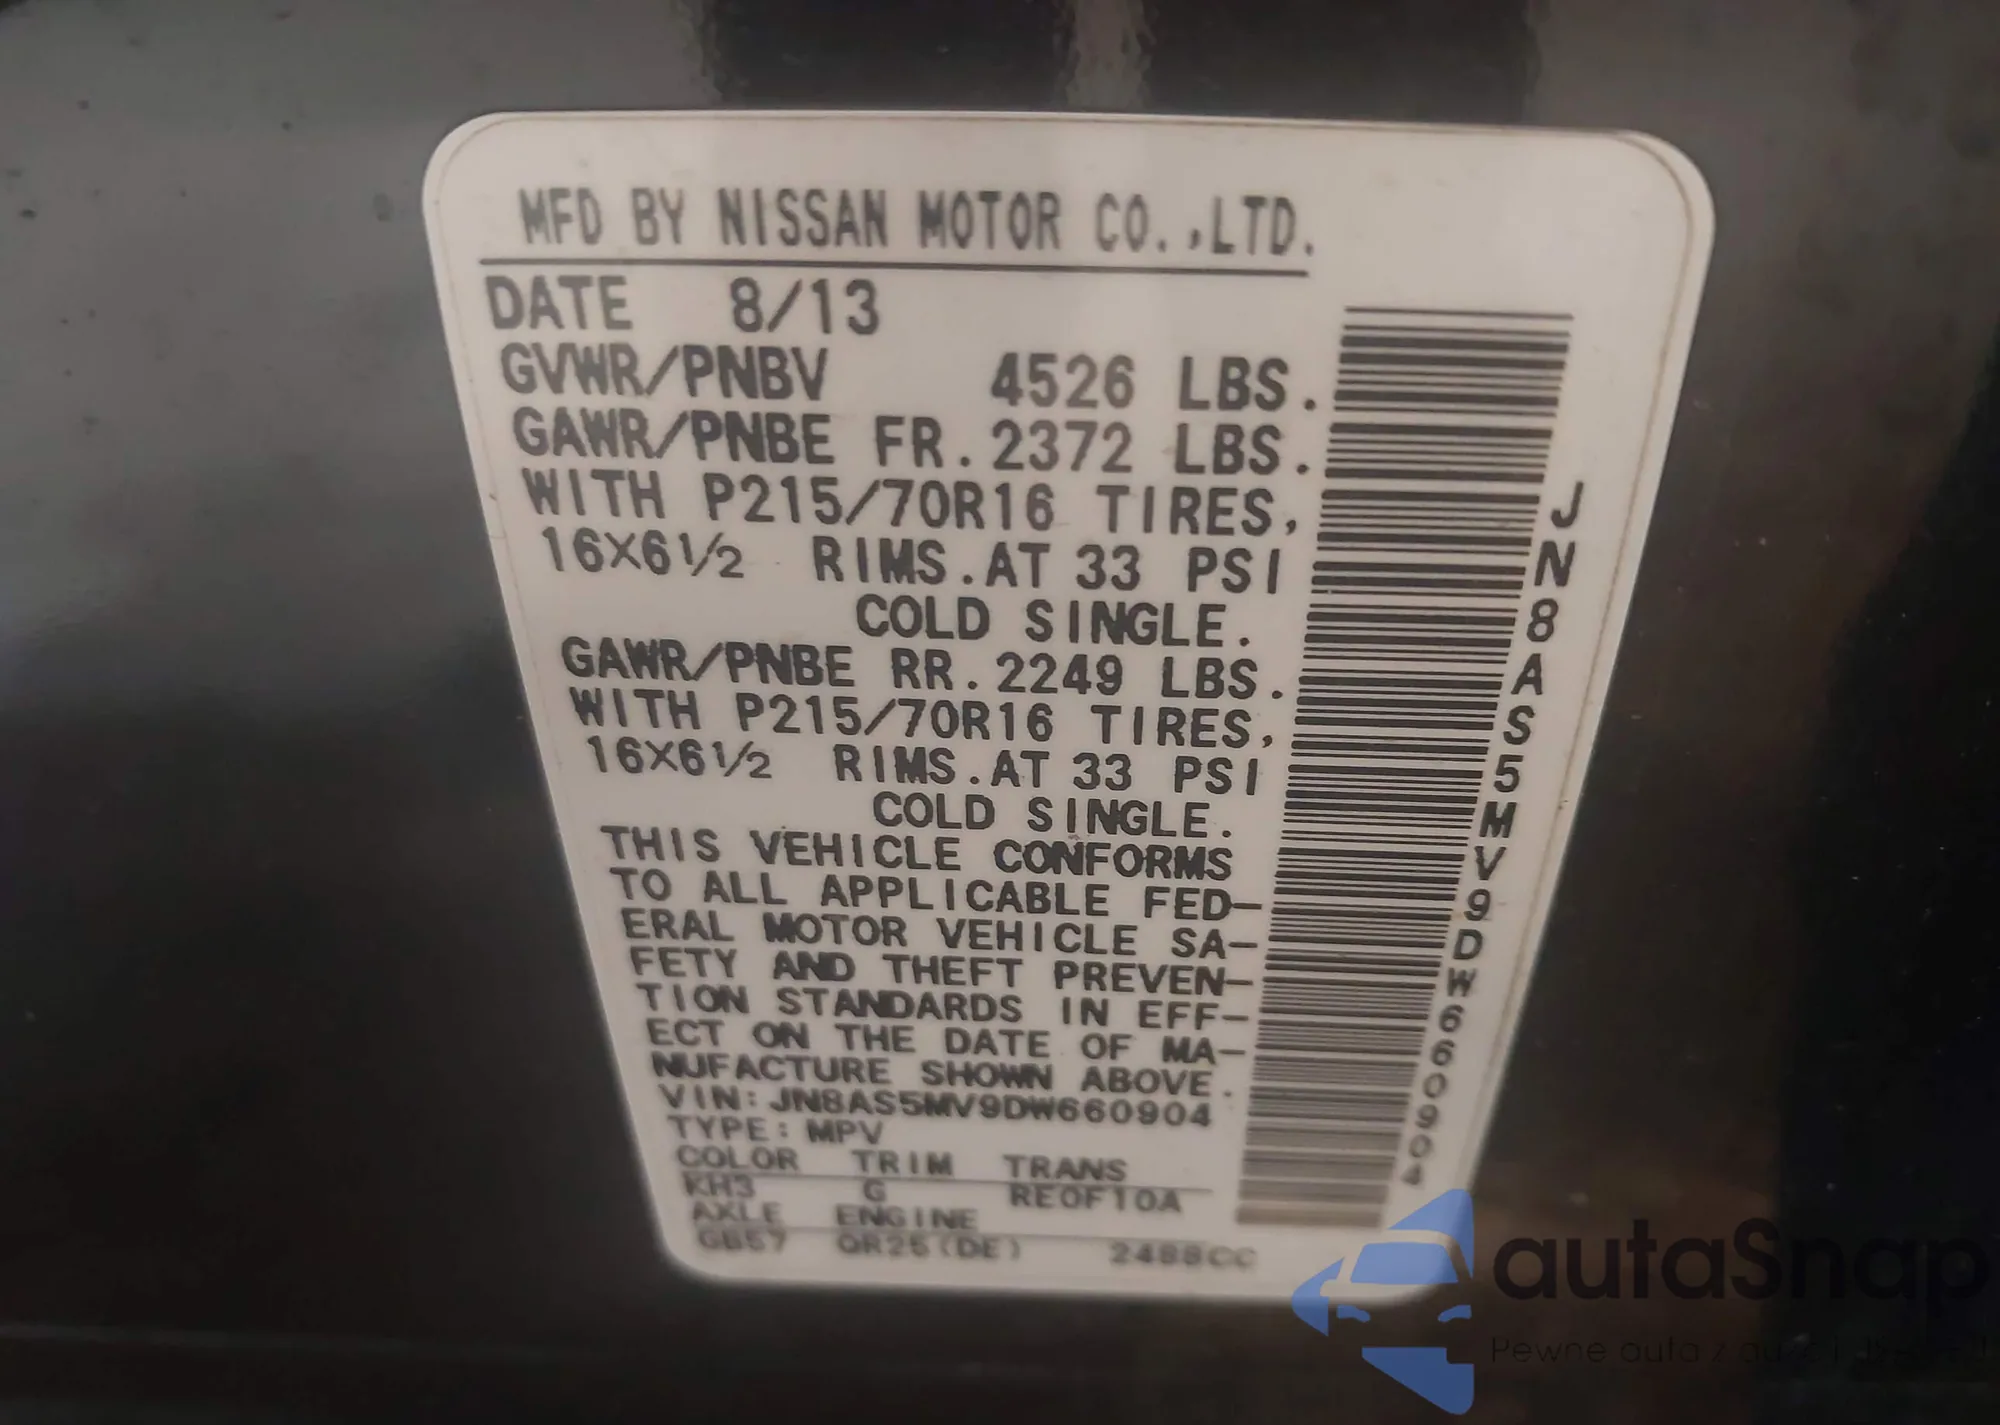 MFD BY NISSAN MOTOR CO.,LTD.
DATE 8/13
GVWR/PNBV 4526 LBS.
GAWR/PNBE FR.2372 LBS.
WITH P215/70R16 TIRES,
16X6½ RIMS.AT 33 PSI
COLD SINGLE.
GAWR/PNBE RR.2249 LBS.
WITH P215/70R16 TIRES,
16X6½ RIMS.AT 33 PSI
COLD SINGLE.
THIS VEHICLE CONFORMS
TO ALL APPLICABLE FED-
ERAL MOTOR VEHICLE SA-
FETY AND THEFT PREVEN-
TION STANDARDS IN EFF-
ECT ON THE DATE OF MA-
NUFACTURE SHOWN ABOVE.
VIN: JN8AS5MV9DW660904
TYPE: MPV
COLOR TRIM TRANS
KH3 G RE0F10A
AXLE ENGINE
GB57 QR25(DE) 2488CC
JN8AS5MV9DW660904
autaSnap
Pewne auta z